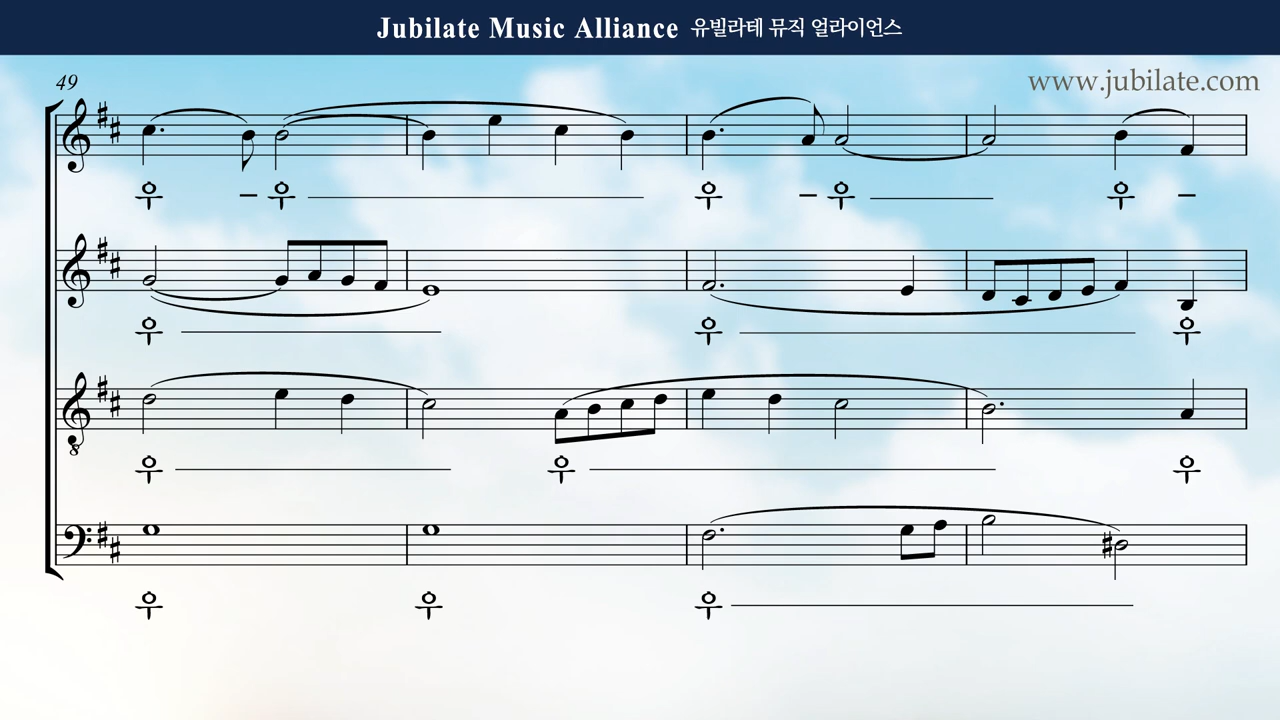 Jubilate Music Alliance 유빌라테 뮤직 얼라이언스
www.jubilate.com
49
우 – 우 우 – 우 우 –
우 우 우
우 우 우
우 우 우